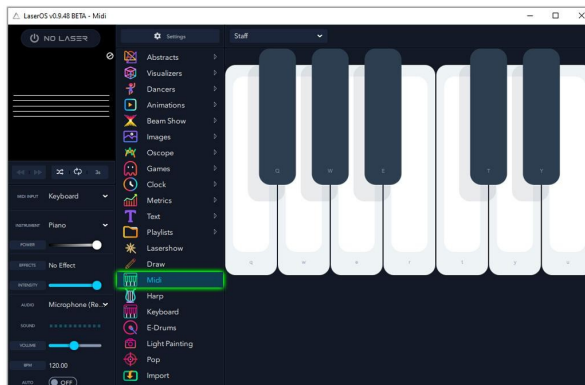 LaserOS v0.9.48 BETA - Midi
NO LASER
Settings
Staff
Abstracts
Visualizers
Dancers
Animations
Beam Show
Images
Oscope
Games
Clock
Metrics
Text
Playlists
Lasershow
Draw
Midi
Harp
Keyboard
E-Drums
Light Painting
Pop
Import
MIDI INPUT Keyboard
INSTRUMENT Piano
POWER
EFFECTS No Effect
INTENSITY
AUDIO Microphone (Re...
SOUND
VOLUME
BPM 120.00
AUTO OFF
Q W E T Y
q w e r t y u